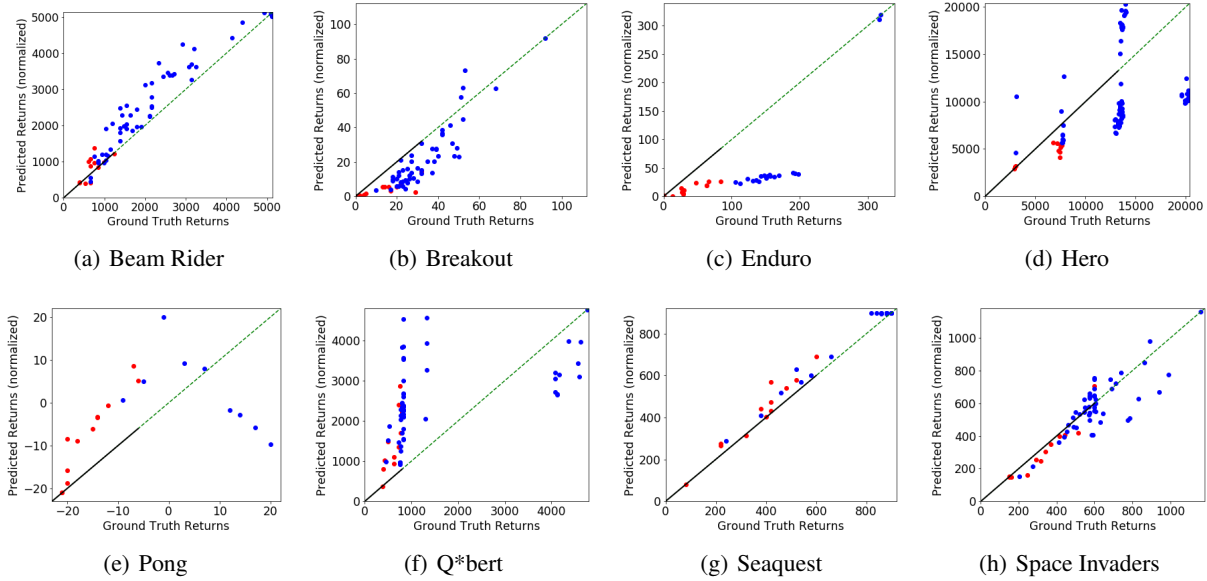 Predicted Returns (normalized)
5000
4000
3000
2000
1000
0
0 1000 2000 3000 4000 5000
Ground Truth Returns
(a) Beam Rider
Predicted Returns (normalized)
100
80
60
40
20
0
0 20 40 60 80 100
Ground Truth Returns
(b) Breakout
Predicted Returns (normalized)
300
250
200
150
100
50
0
0 100 200 300
Ground Truth Returns
(c) Enduro
Predicted Returns (normalized)
20000
15000
10000
5000
0
0 5000 10000 15000 20000
Ground Truth Returns
(d) Hero
Predicted Returns (normalized)
20
10
0
−10
−20
−20 −10 0 10 20
Ground Truth Returns
(e) Pong
Predicted Returns (normalized)
4000
3000
2000
1000
0
0 1000 2000 3000 4000
Ground Truth Returns
(f) Q*bert
Predicted Returns (normalized)
800
600
400
200
0
0 200 400 600 800
Ground Truth Returns
(g) Seaquest
Predicted Returns (normalized)
1000
800
600
400
200
0
0 200 400 600 800 1000
Ground Truth Returns
(h) Space Invaders